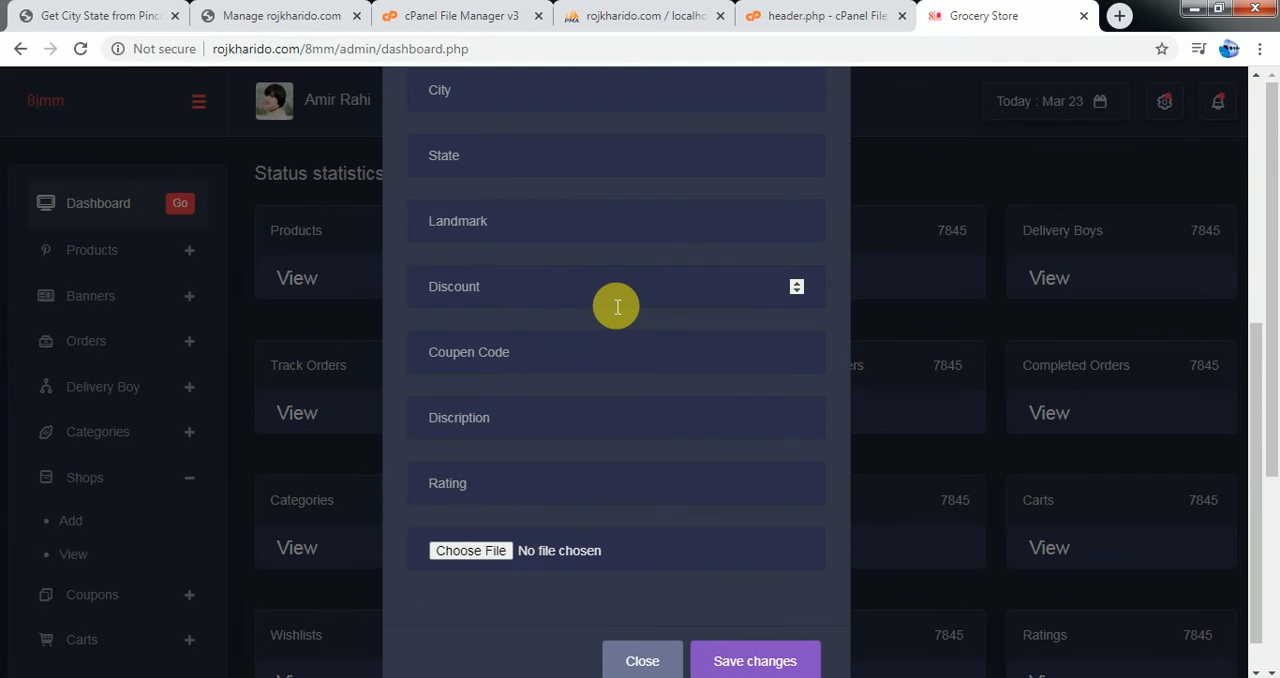 Get City State from Pinco
Manage rojkharido.com
cPanel File Manager v3
rojkharido.com / localho
header.php - cPanel File
Grocery Store
Not secure
rojkharido.com/8mm/admin/dashboard.php
8|mm
Amir Rahi
Today : Mar 23
City
State
Landmark
Discount
Coupen Code
Discription
Rating
Choose File No file chosen
Close
Save changes
Dashboard
Go
Products
Banners
Orders
Delivery Boy
Categories
Shops
Add
View
Coupons
Carts
Status statistics
Products
View
7845
Delivery Boys 7845
View
Track Orders
View
ers 7845
Completed Orders 7845
View
Categories
View
7845
Carts 7845
View
Wishlists
7845
Ratings 7845